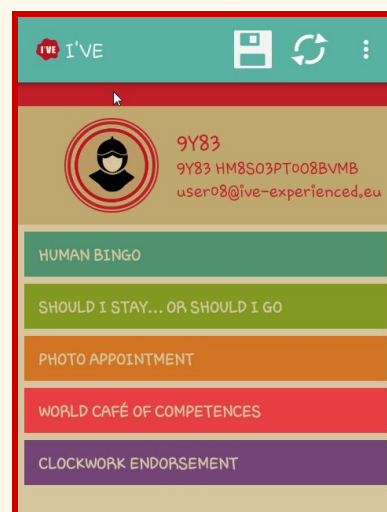 I'VE I'VE
9Y83
9Y83 HM8S03PT0O8BVMB
user08@ive-experienced.eu
HUMAN BINGO
SHOULD I STAY... OR SHOULD I GO
PHOTO APPOINTMENT
WORLD CAFÉ OF COMPETENCES
CLOCKWORK ENDORSEMENT